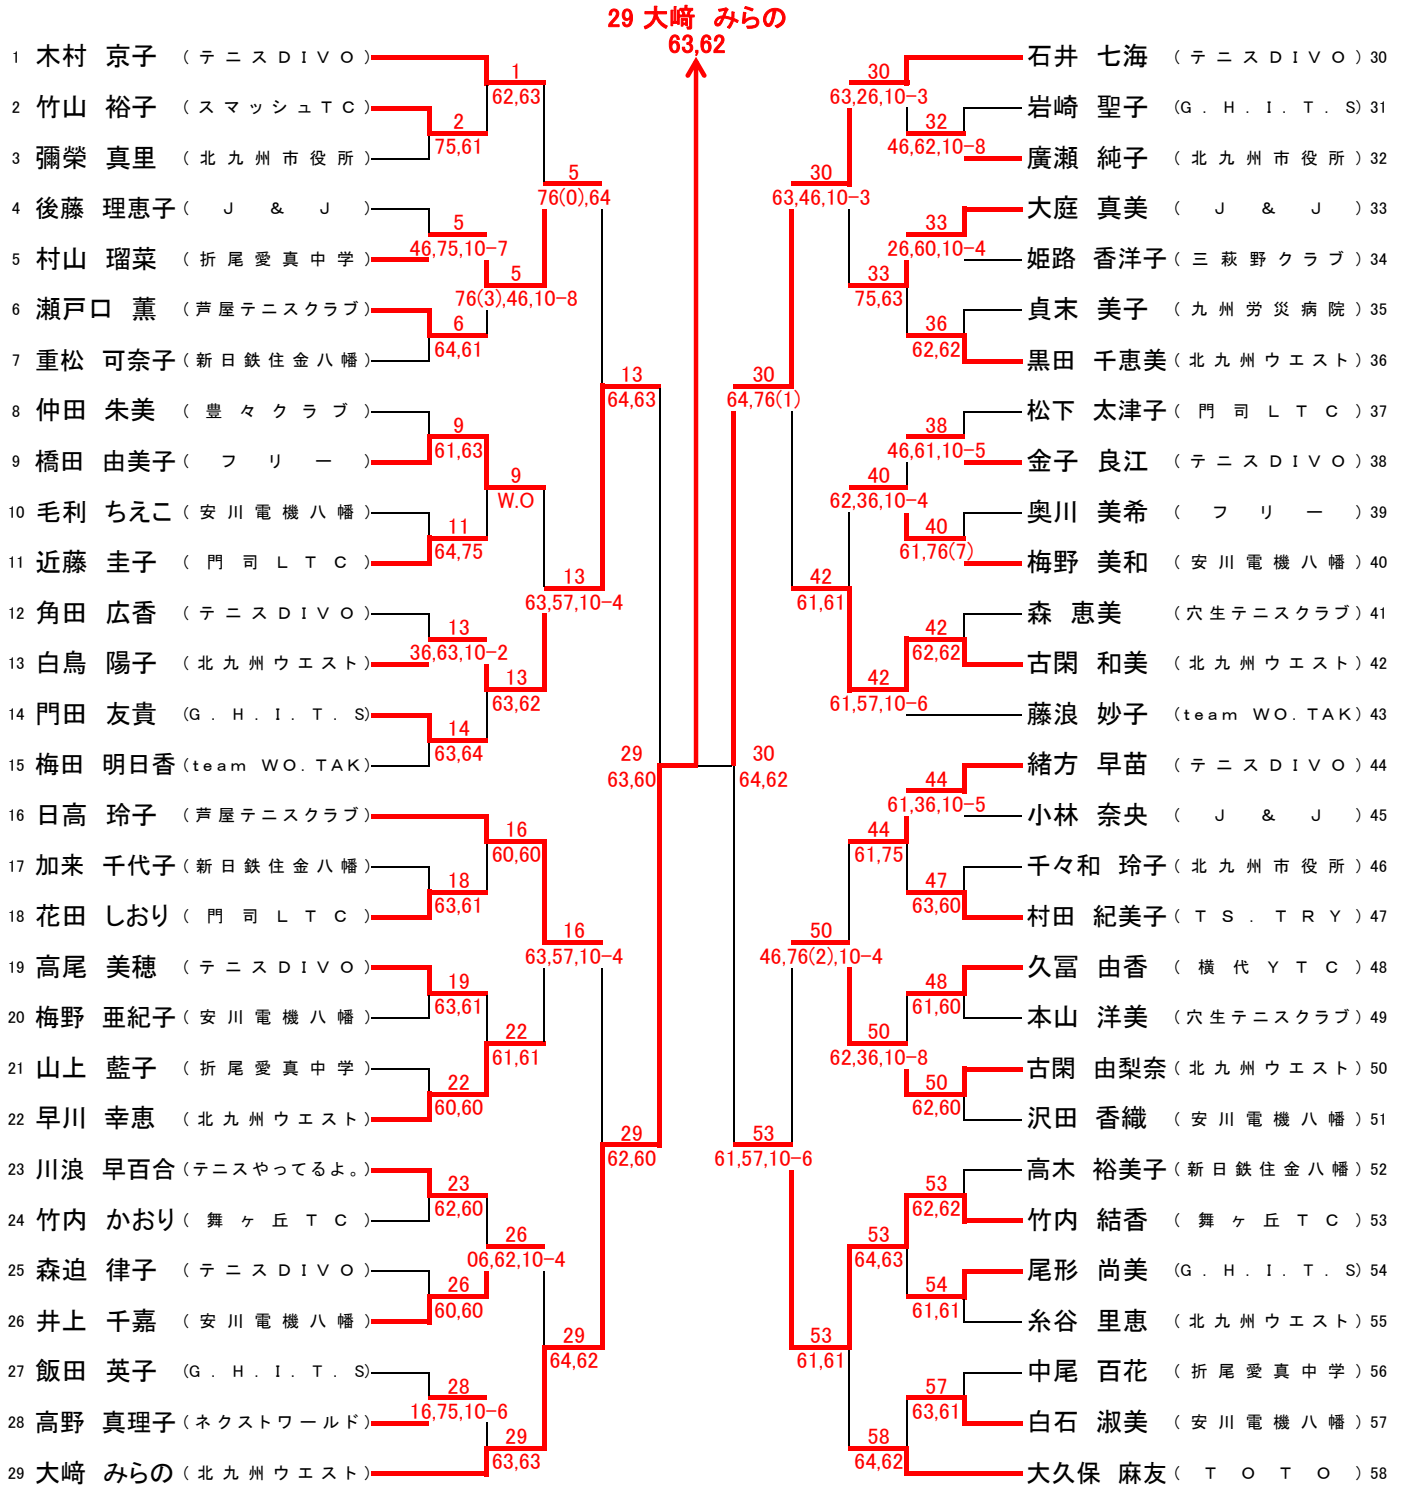 29 大﨑 みらの
63,62
1 木村 京子 (テニスDIVO)
2 竹山 裕子 (スマッシュTC)
3 彌榮 真里 (北九州市役所)
4 後藤 理恵子 (J & J)
5 村山 瑠菜 (折尾愛真中学)
6 瀬戸口 薫 (芦屋テニスクラブ)
7 重松 可奈子 (新日鉄住金八幡)
8 仲田 朱美 (豊々クラブ)
9 橋田 由美子 (フリー)
10 毛利 ちえこ (安川電機八幡)
11 近藤 圭子 (門司LTC)
12 角田 広香 (テニスDIVO)
13 白鳥 陽子 (北九州ウエスト)
14 門田 友貴 (G.H.I.T.S)
15 梅田 明日香 (team WO.TAK)
16 日高 玲子 (芦屋テニスクラブ)
17 加来 千代子 (新日鉄住金八幡)
18 花田 しおり (門司LTC)
19 高尾 美穂 (テニスDIVO)
20 梅野 亜紀子 (安川電機八幡)
21 山上 藍子 (折尾愛真中学)
22 早川 幸恵 (北九州ウエスト)
23 川浪 早百合 (テニスやってるよ。)
24 竹内 かおり (舞ヶ丘TC)
25 森迫 律子 (テニスDIVO)
26 井上 千嘉 (安川電機八幡)
27 飯田 英子 (G.H.I.T.S)
28 高野 真理子 (ネクストワールド)
29 大﨑 みらの (北九州ウエスト)
2
75,61
5
46,75,10-7
6
64,61
9
61,63
11
64,75
13
36,63,10-2
14
63,64
18
63,61
19
63,61
22
60,60
23
62,60
26
60,60
28
16,75,10-6
1
62,63
5
76(3),46,10-8
9
W.O
13
63,62
16
60,60
22
61,61
26
06,62,10-4
29
63,63
5
76(0),64
13
63,57,10-4
16
63,57,10-4
29
64,62
13
64,63
29
62,60
29
63,60
30
64,62
30
64,76(1)
53
61,57,10-6
30
63,46,10-3
42
61,61
50
46,76(2),10-4
53
61,61
30
63,26,10-3
33
75,63
40
62,36,10-4
42
61,57,10-6
44
61,75
50
62,36,10-8
53
64,63
58
64,62
32
46,62,10-8
33
26,60,10-4
36
62,62
38
46,61,10-5
40
61,76(7)
42
62,62
44
61,36,10-5
47
63,60
48
61,60
50
62,60
53
62,62
54
61,61
57
63,61
石井 七海 (テニスDIVO) 30
岩崎 聖子 (G.H.I.T.S) 31
廣瀬 純子 (北九州市役所) 32
大庭 真美 (J & J) 33
姫路 香洋子 (三萩野クラブ) 34
貞末 美子 (九州労災病院) 35
黒田 千恵美 (北九州ウエスト) 36
松下 太津子 (門司LTC) 37
金子 良江 (テニスDIVO) 38
奥川 美希 (フリー) 39
梅野 美和 (安川電機八幡) 40
森 恵美 (穴生テニスクラブ) 41
古閑 和美 (北九州ウエスト) 42
藤浪 妙子 (team WO.TAK) 43
緒方 早苗 (テニスDIVO) 44
小林 奈央 (J & J) 45
千々和 玲子 (北九州市役所) 46
村田 紀美子 (TS.TRY) 47
久冨 由香 (横代YTC) 48
本山 洋美 (穴生テニスクラブ) 49
古閑 由梨奈 (北九州ウエスト) 50
沢田 香織 (安川電機八幡) 51
高木 裕美子 (新日鉄住金八幡) 52
竹内 結香 (舞ヶ丘TC) 53
尾形 尚美 (G.H.I.T.S) 54
糸谷 里恵 (北九州ウエスト) 55
中尾 百花 (折尾愛真中学) 56
白石 淑美 (安川電機八幡) 57
大久保 麻友 (TOTO) 58